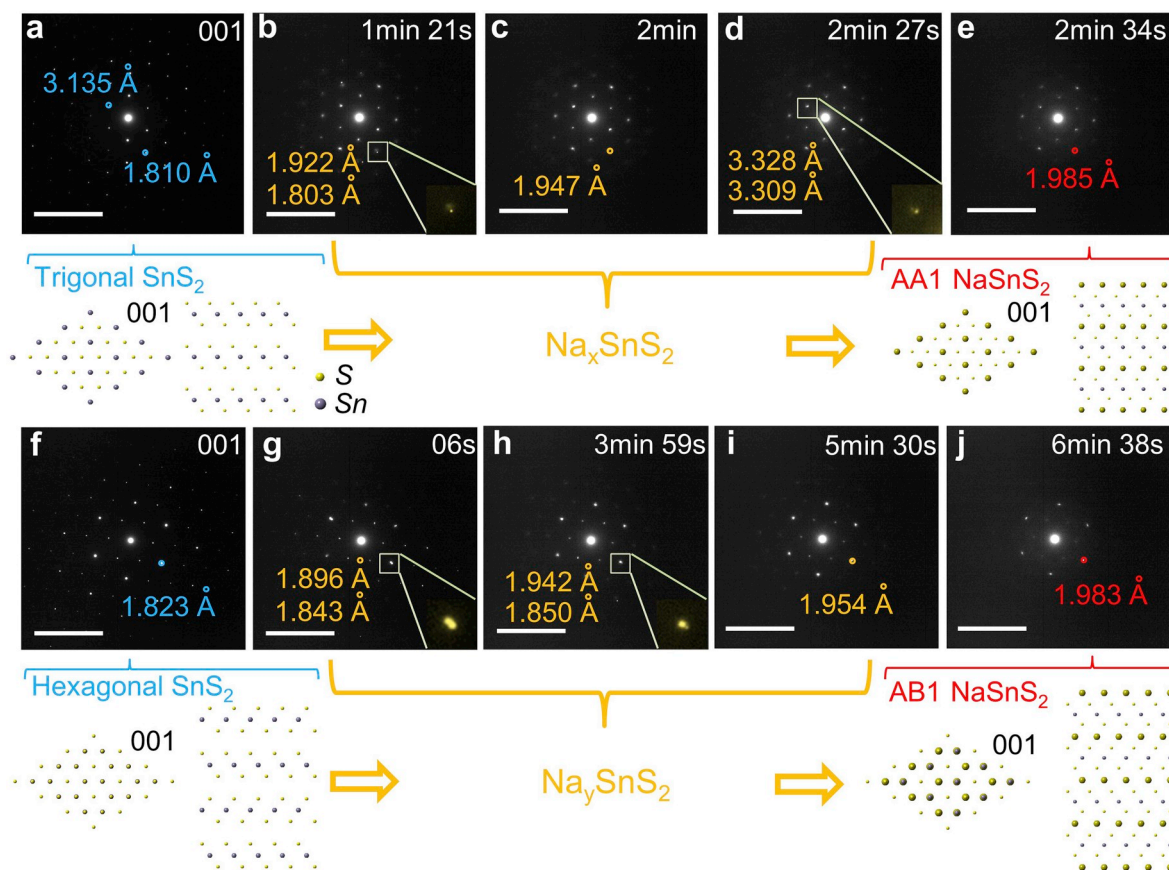 a 001
3.135 Å
1.810 Å
b 1min 21s
1.922 Å
1.803 Å
c 2min
1.947 Å
d 2min 27s
3.328 Å
3.309 Å
e 2min 34s
1.985 Å
Trigonal SnS₂
001
S
Sn
NaₓSnS₂
AA1 NaSnS₂
001
f 001
1.823 Å
g 06s
1.896 Å
1.843 Å
h 3min 59s
1.942 Å
1.850 Å
i 5min 30s
1.954 Å
j 6min 38s
1.983 Å
Hexagonal SnS₂
001
NaySnS₂
AB1 NaSnS₂
001